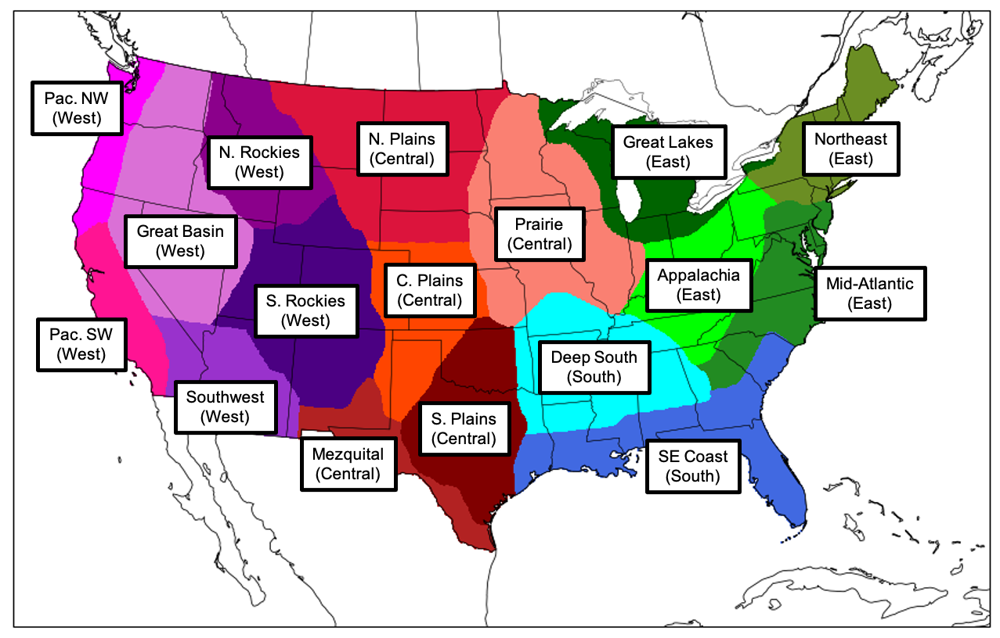 Pac. NW
(West)
N. Rockies
(West)
N. Plains
(Central)
Great Lakes
(East)
Northeast
(East)
Great Basin
(West)
Prairie
(Central)
S. Rockies
(West)
C. Plains
(Central)
Appalachia
(East)
Mid-Atlantic
(East)
Pac. SW
(West)
Deep South
(South)
Southwest
(West)
S. Plains
(Central)
Mezquital
(Central)
SE Coast
(South)